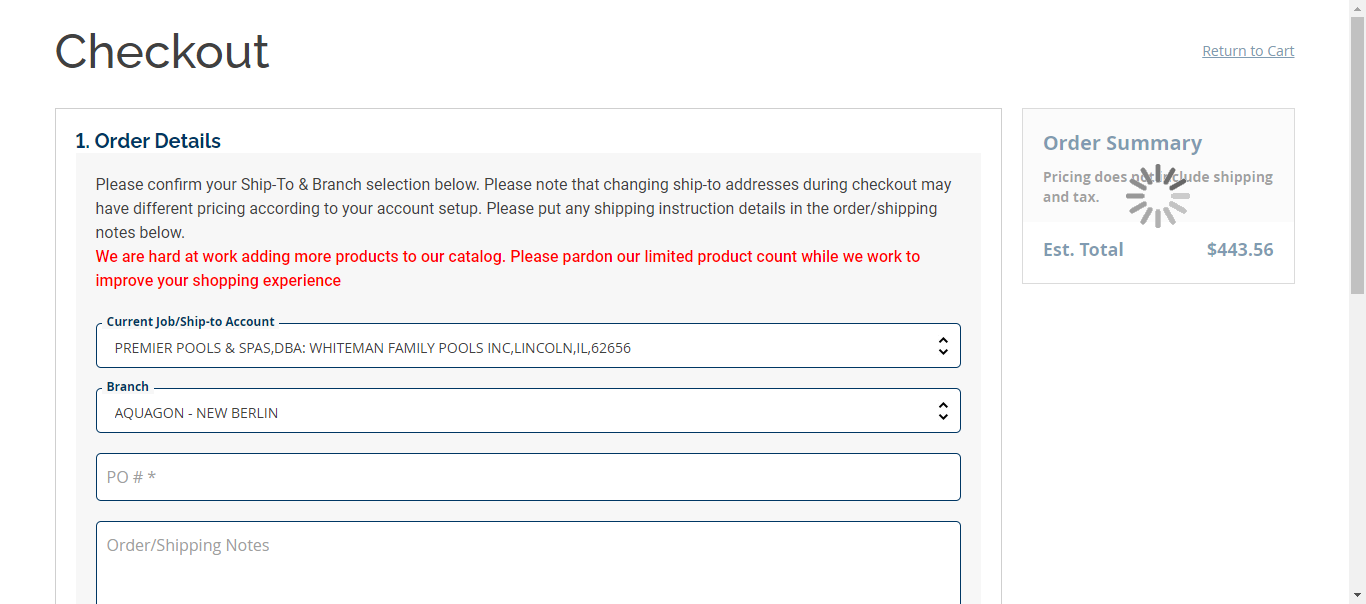 Checkout
Return to Cart
1. Order Details
Please confirm your Ship-To & Branch selection below. Please note that changing ship-to addresses during checkout may
have different pricing according to your account setup. Please put any shipping instruction details in the order/shipping
notes below.
We are hard at work adding more products to our catalog. Please pardon our limited product count while we work to
improve your shopping experience
Current Job/Ship-to Account
PREMIER POOLS & SPAS,DBA: WHITEMAN FAMILY POOLS INC,LINCOLN,IL,62656
Branch
AQUAGON - NEW BERLIN
PO # *
Order/Shipping Notes
Order Summary
Pricing does not include shipping
and tax.
Est. Total $443.56